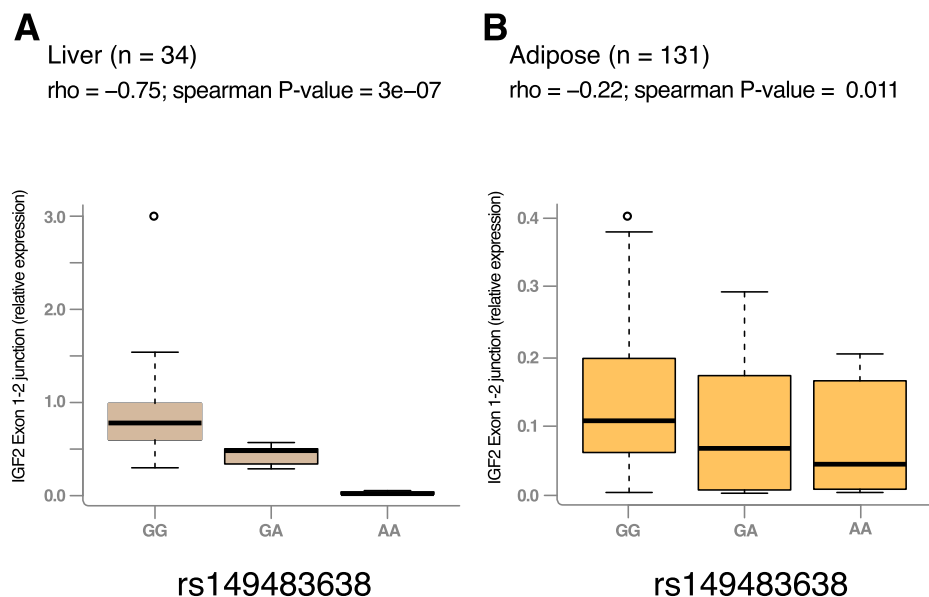 A
Liver (n = 34)
rho = −0.75; spearman P-value = 3e−07
IGF2 Exon 1-2 junction (relative expression)
3.0
2.0
1.0
0.0
GG
GA
AA
rs149483638
B
Adipose (n = 131)
rho = −0.22; spearman P-value = 0.011
IGF2 Exon 1-2 junction (relative expression)
0.4
0.3
0.2
0.1
0.0
GG
GA
AA
rs149483638